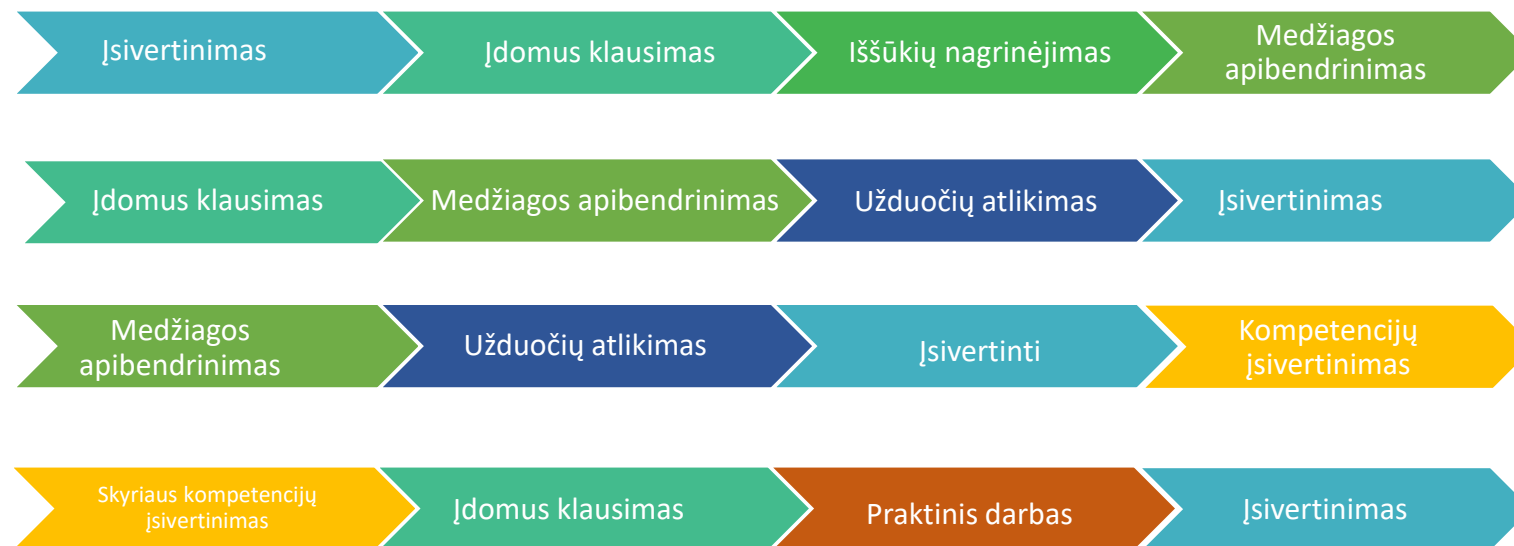 Įsivertinimas
Įdomus klausimas
Iššūkių nagrinėjimas
Medžiagos
apibendrinimas
Įdomus klausimas
Medžiagos apibendrinimas
Užduočių atlikimas
Įsivertinimas
Medžiagos
apibendrinimas
Užduočių atlikimas
Įsivertinti
Kompetencijų
įsivertinimas
Skyriaus kompetencijų
įsivertinimas
Įdomus klausimas
Praktinis darbas
Įsivertinimas